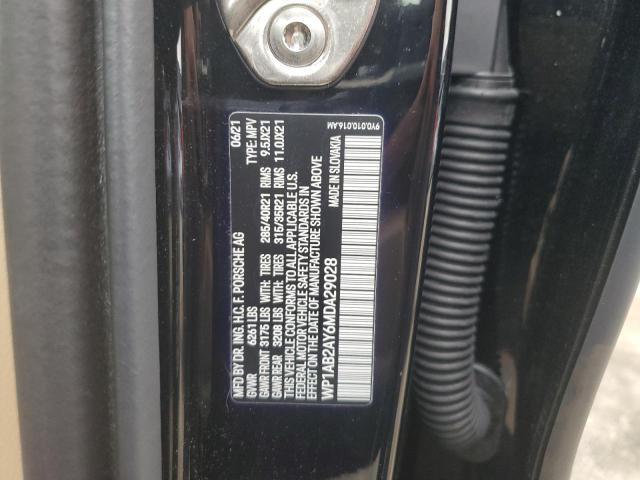 MFD BY DR. ING. H.C. F. PORSCHE AG 06/21
GVWR 6261 LBS TYPE: MPV
GAWR FRONT 3175 LBS WITH: TIRES 285/40R21 RIMS 9.5JX21
GAWR REAR 3208 LBS WITH: TIRES 315/35R21 RIMS 11.0JX21
THIS VEHICLE CONFORMS TO ALL APPLICABLE U.S.
FEDERAL MOTOR VEHICLE SAFETY STANDARDS IN
EFFECT ON THE DATE OF MANUFACTURE SHOWN ABOVE
WP1AB2AY6MDA29028 MADE IN SLOVAKIA
9Y0.010.016.AM